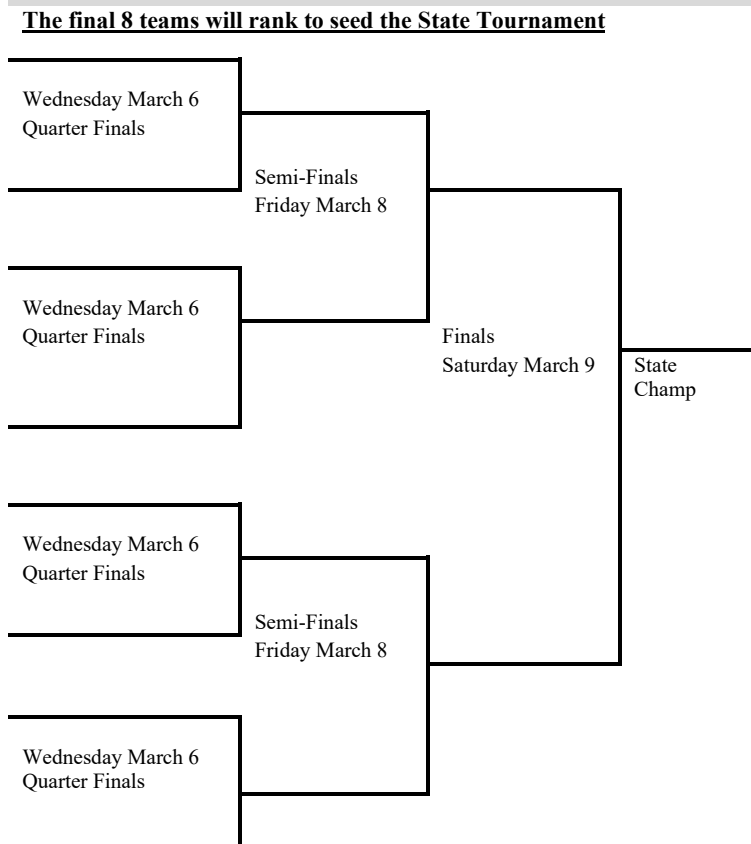 The final 8 teams will rank to seed the State Tournament
Wednesday March 6
Quarter Finals
Semi-Finals
Friday March 8
Wednesday March 6
Quarter Finals
Finals
Saturday March 9
State
Champ
Wednesday March 6
Quarter Finals
Semi-Finals
Friday March 8
Wednesday March 6
Quarter Finals